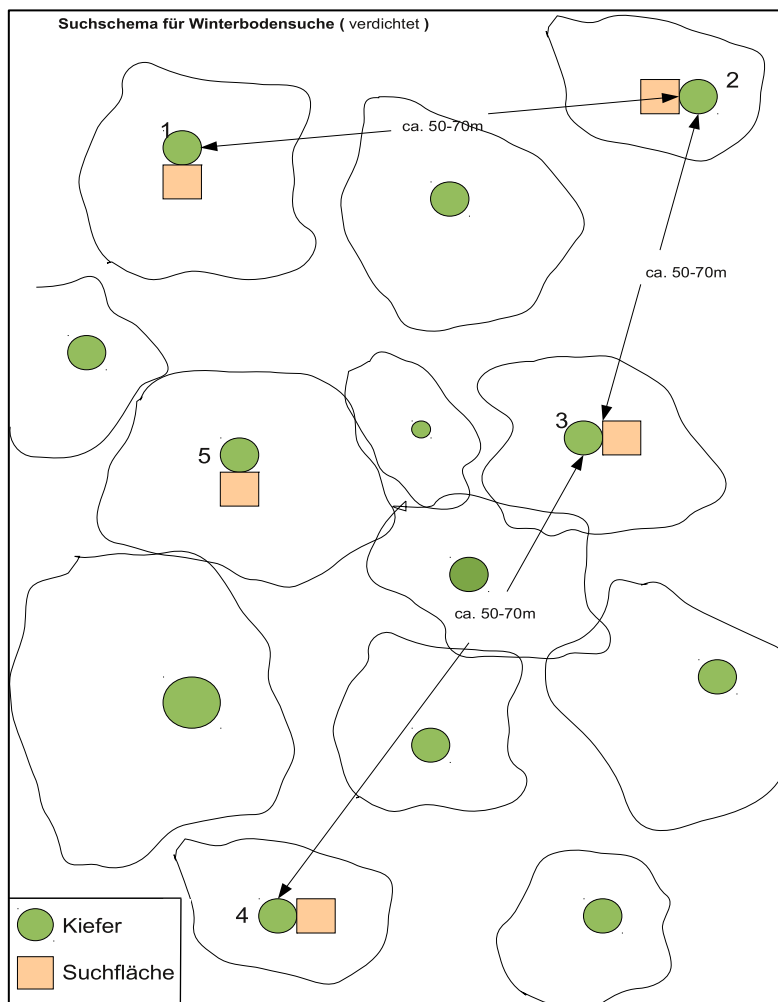 Suchschema für Winterbodensuche ( verdichtet )
2
1
ca. 50-70m
ca. 50-70m
3
5
ca. 50-70m
4
Kiefer
Suchfläche